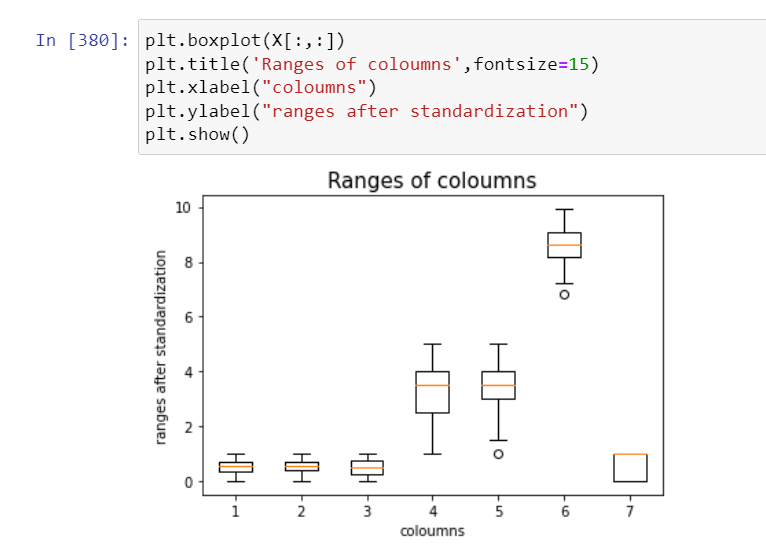 In [380]: plt.boxplot(X[:,:])
plt.title('Ranges of coloumns',fontsize=15)
plt.xlabel("coloumns")
plt.ylabel("ranges after standardization")
plt.show()
Ranges of coloumns
ranges after standardization
10
8
6
4
2
0
1 2 3 4 5 6 7
coloumns